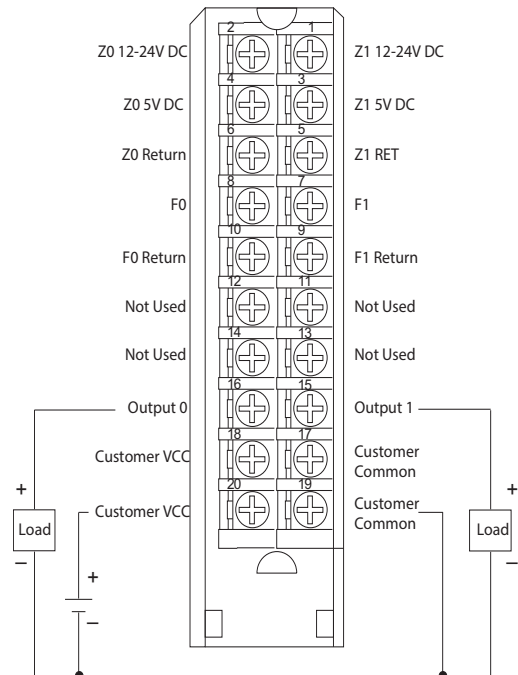 2 1
Z0 12-24V DC Z1 12-24V DC
4 3
Z0 5V DC Z1 5V DC
6 5
Z0 Return Z1 RET
8 7
F0 F1
10 9
F0 Return F1 Return
12 11
Not Used Not Used
14 13
Not Used Not Used
16 15
Output 0 Output 1
18 17
Customer VCC Customer
Common
20 19
Customer VCC Customer
Common
+ +
Load Load
– –
+
–